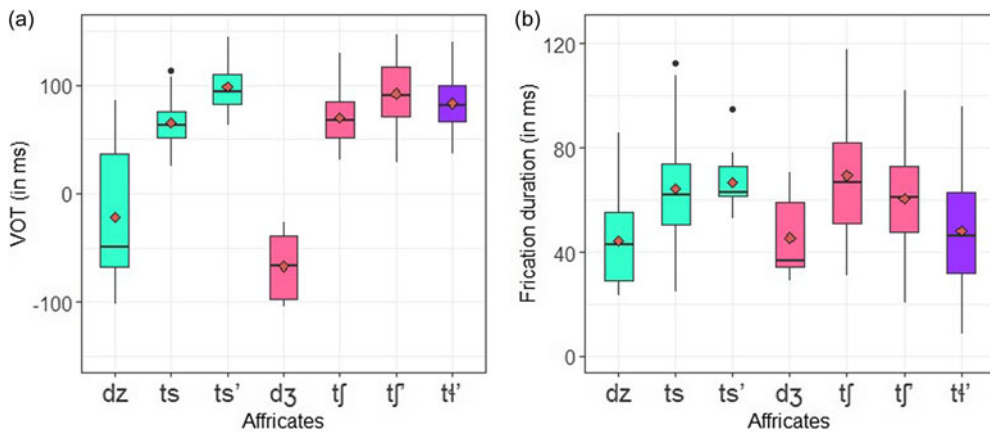 (a)
VOT (in ms)
100
0
-100
dz ts ts’ dʒ tʃ tʃ’ tɬ’
Affricates
(b)
Frication duration (in ms)
120
80
40
0
dz ts ts’ dʒ tʃ tʃ’ tɬ’
Affricates